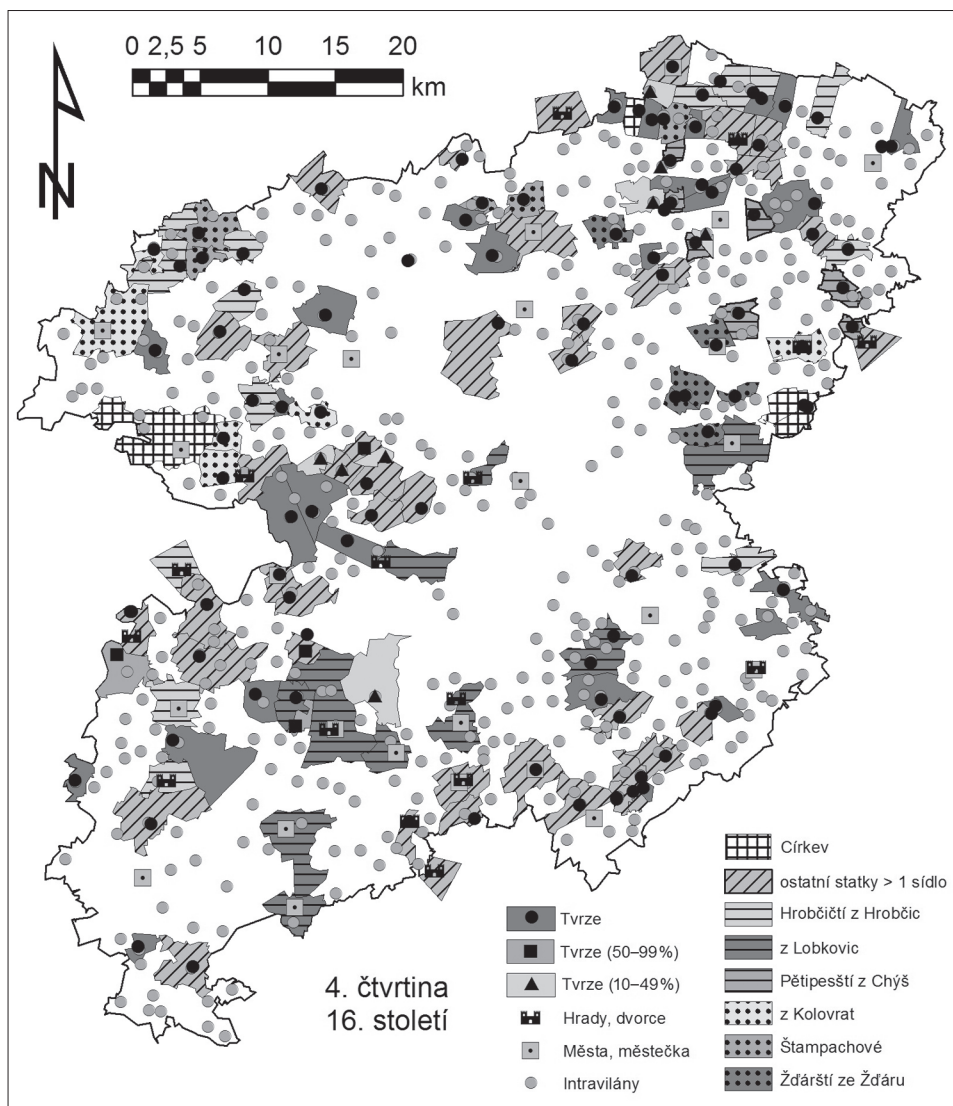 0 2,5 5 10 15 20
km
N
Církev
ostatní statky > 1 sídlo
Hrobčičtí z Hrobčic
z Lobkovic
Pětipesští z Chýš
z Kolovrat
Štampachové
Žďárští ze Žďáru
Tvrze
Tvrze (50–99%)
Tvrze (10–49%)
Hrady, dvorce
Města, městečka
Intravilány
4. čtvrtina
16. století